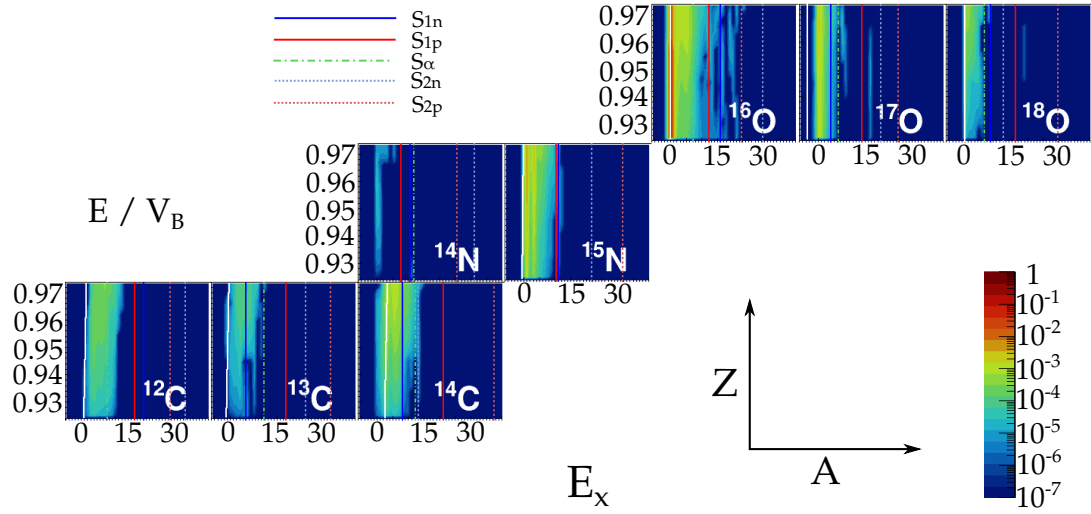 S1n
S1p
Sα
S2n
S2p
0.97
0.96
0.95
0.94
0.93
16O
17O
18O
0 15 30 0 15 30 0 15 30
0.97
0.96
0.95
0.94
0.93
14N
15N
0 15 30 0 15 30
E / VB
0.97
0.96
0.95
0.94
0.93
12C
13C
14C
0 15 30 0 15 30 0 15 30
Ex
Z
A
1
10-1
10-2
10-3
10-4
10-5
10-6
10-7